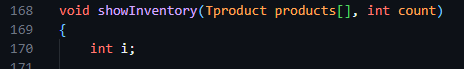 168 void showInventory(Tproduct products[], int count)
169 {
170     int i;
171